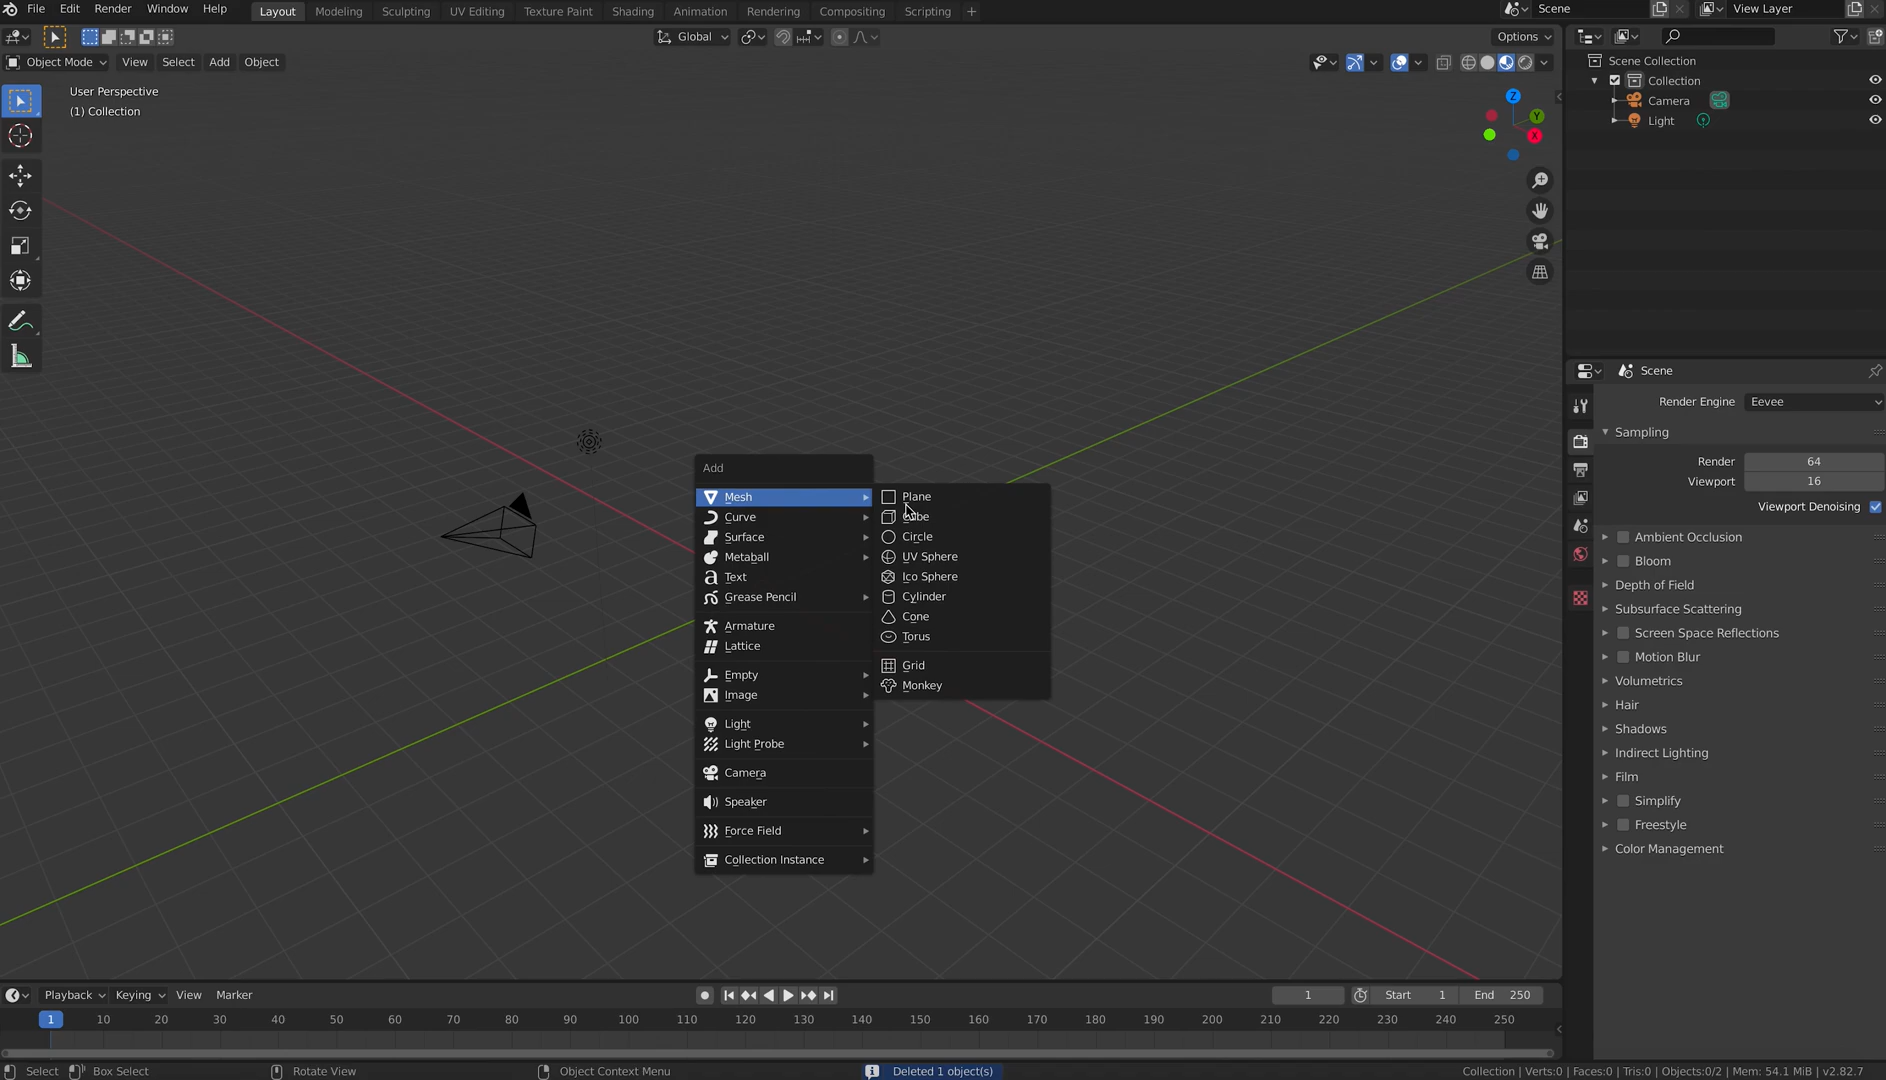 File Edit Render Window Help Layout Modeling Sculpting UV Editing Texture Paint Shading Animation Rendering Compositing Scripting + Scene View Layer
Global Options
Object Mode View Select Add Object
User Perspective
(1) Collection
Z
Y
X
Scene Collection
Collection
Camera
Light
Add
Mesh
Curve
Surface
Metaball
Text
Grease Pencil
Armature
Lattice
Empty
Image
Light
Light Probe
Camera
Speaker
Force Field
Collection Instance
Plane
Circle
UV Sphere
Ico Sphere
Cylinder
Cone
Torus
Grid
Monkey
Scene
Render Engine Eevee
Sampling
Render 64
Viewport 16
Viewport Denoising
Ambient Occlusion
Bloom
Depth of Field
Subsurface Scattering
Screen Space Reflections
Motion Blur
Volumetrics
Hair
Shadows
Indirect Lighting
Film
Simplify
Freestyle
Color Management
Playback Keying View Marker 1 Start 1 End 250
1 10 20 30 40 50 60 70 80 90 100 110 120 130 140 150 160 170 180 190 200 210 220 230 240 250
Select Box Select Rotate View Object Context Menu Deleted 1 object(s) Collection | Verts:0 | Faces:0 | Tris:0 | Objects:0/2 | Mem: 54.1 MiB | v2.82.7